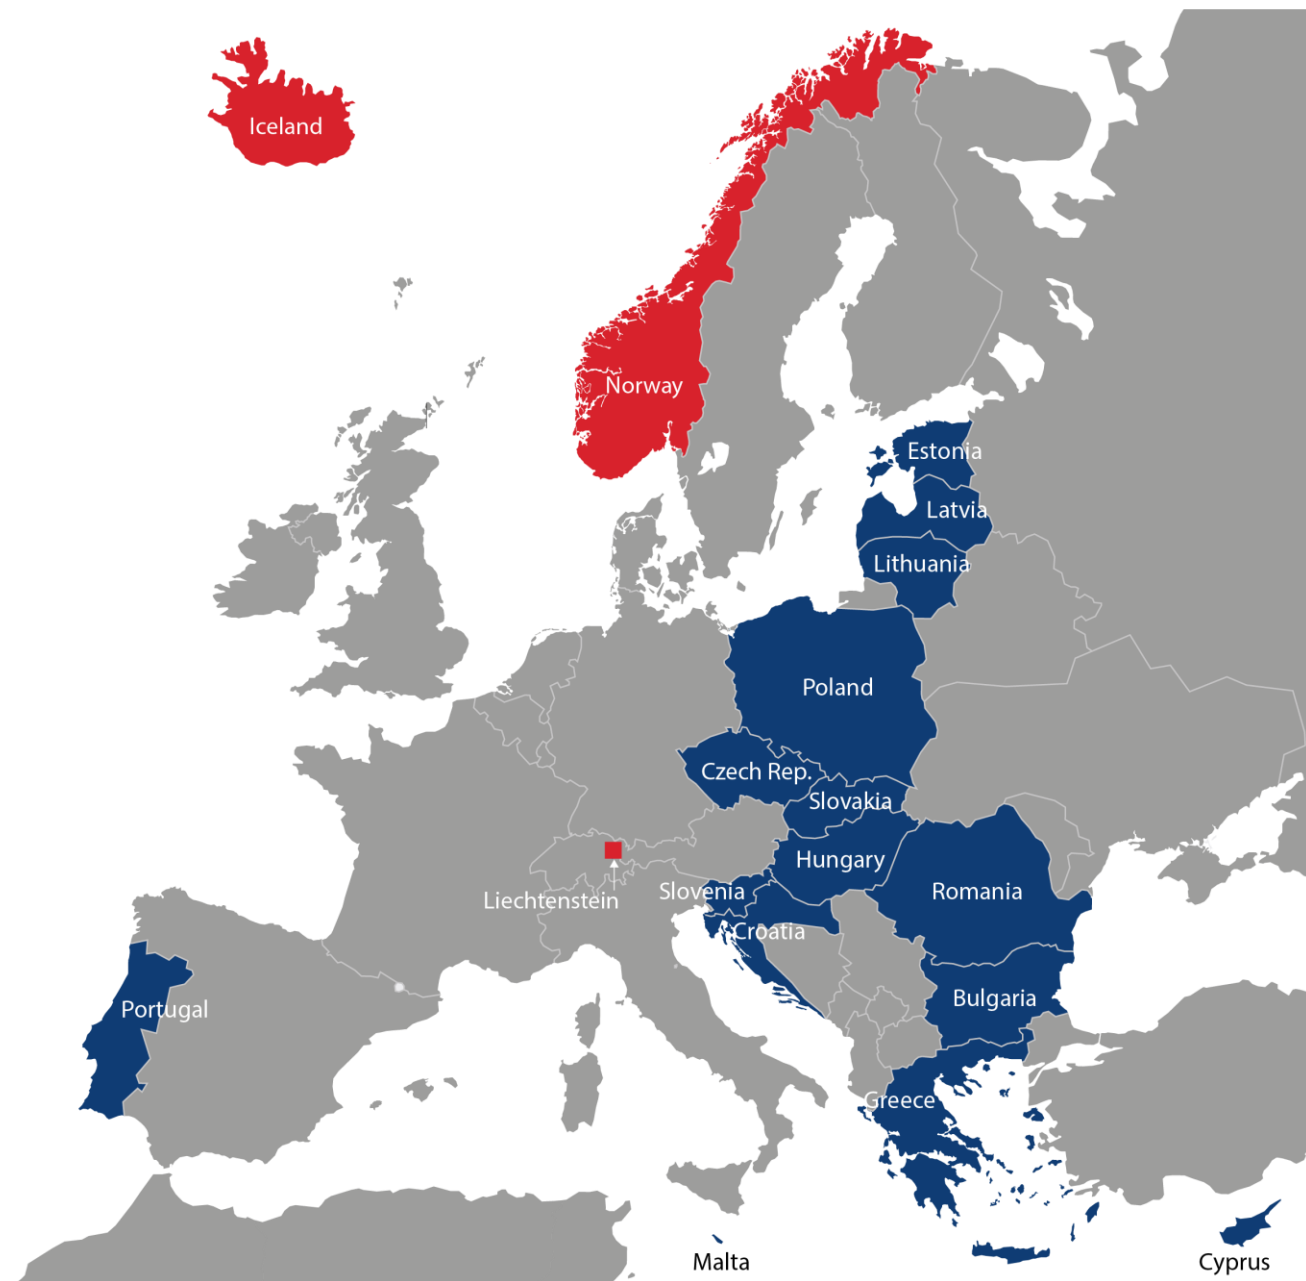 Iceland
Norway
Estonia
Latvia
Lithuania
Poland
Czech Rep.
Slovakia
Hungary
Slovenia
Romania
Liechtenstein
Croatia
Bulgaria
Portugal
Greece
Malta
Cyprus